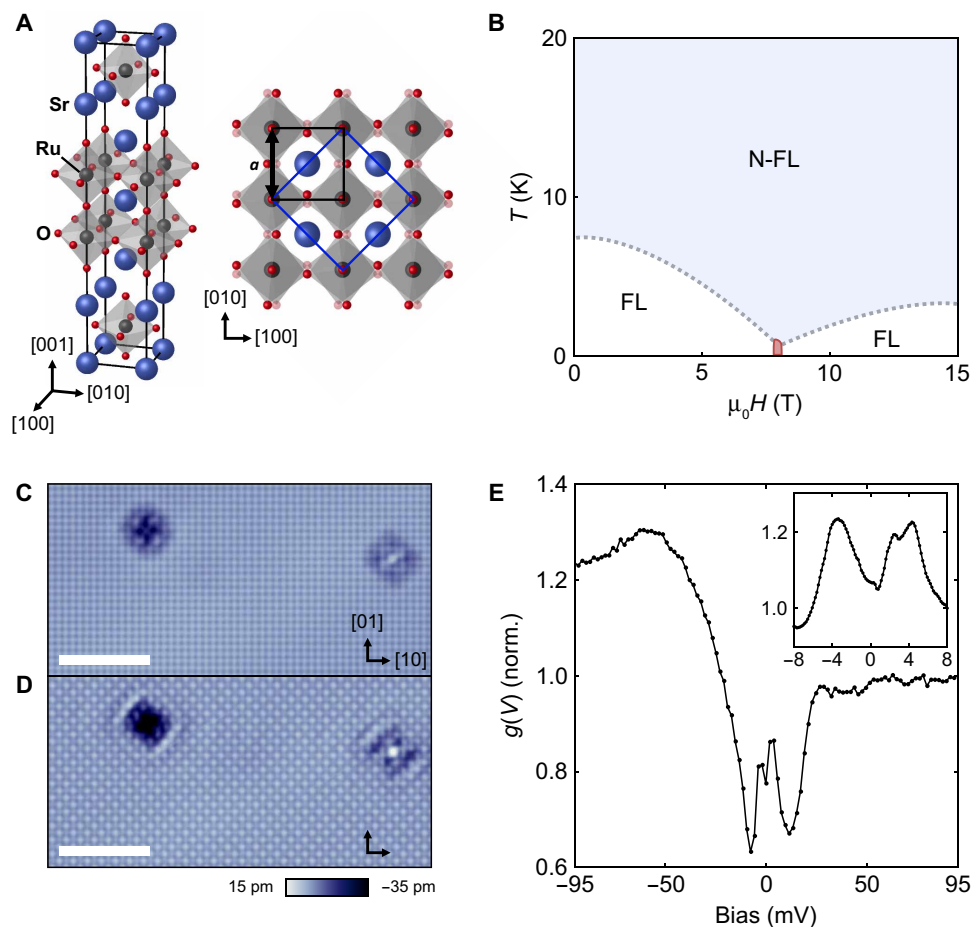 A
Sr
Ru
O
a
[001]
[010]
[100]
[010]
[100]
B
20
10
0
T (K)
N-FL
FL
FL
0
5
10
15
μ₀H (T)
C
[01]
[10]
D
15 pm
−35 pm
E
1.4
1.2
1.0
0.8
0.6
g(V) (norm.)
1.2
1.0
−8
−4
0
4
8
−95
−50
0
50
95
Bias (mV)